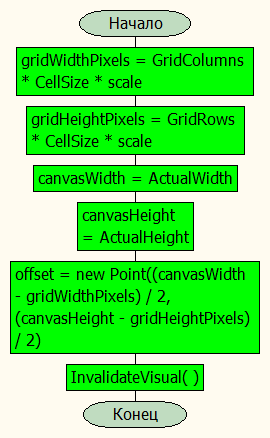 Начало
gridWidthPixels = GridColumns
* CellSize * scale
gridHeightPixels = GridRows
* CellSize * scale
canvasWidth = ActualWidth
canvasHeight
= ActualHeight
offset = new Point((canvasWidth
- gridWidthPixels) / 2,
(canvasHeight - gridHeightPixels)
/ 2)
InvalidateVisual( )
Конец